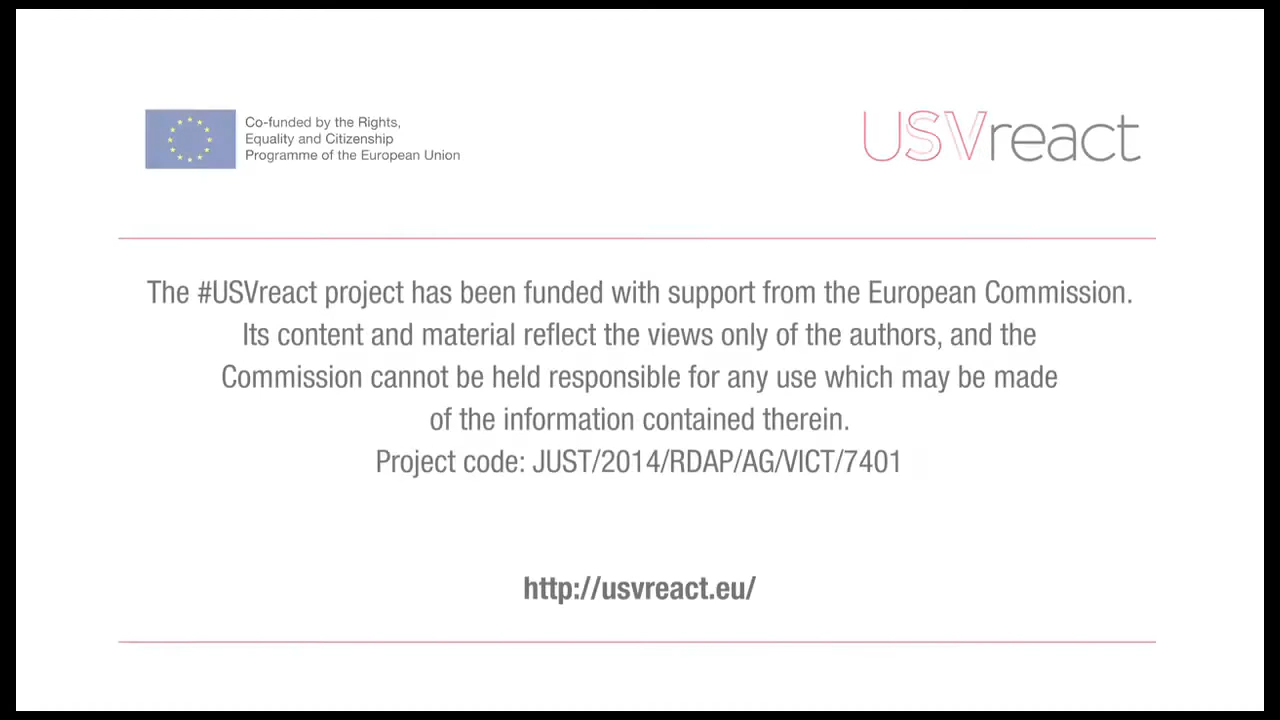 Co-funded by the Rights,
Equality and Citizenship
Programme of the European Union
USVreact
The #USVreact project has been funded with support from the European Commission.
Its content and material reflect the views only of the authors, and the
Commission cannot be held responsible for any use which may be made
of the information contained therein.
Project code: JUST/2014/RDAP/AG/VICT/7401
http://usvreact.eu/